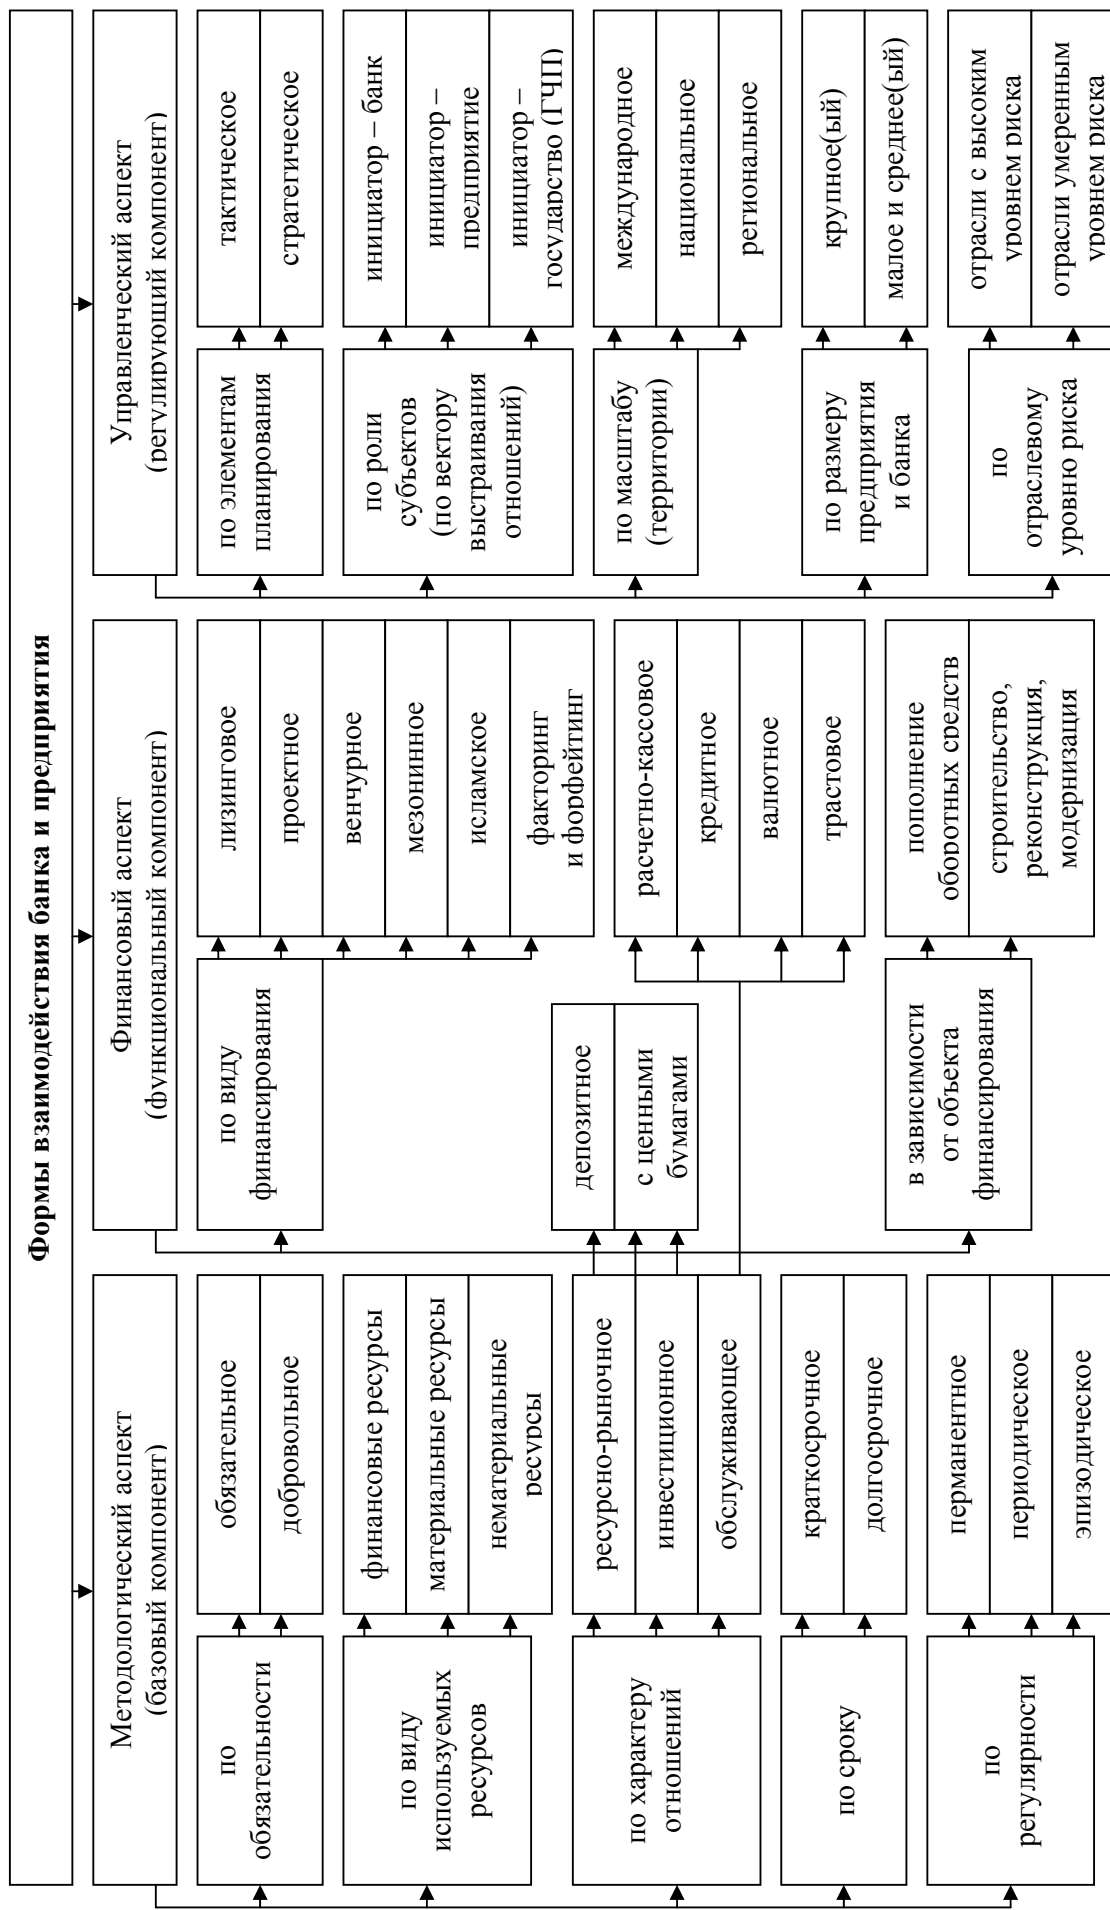 Формы взаимодействия банка и предприятия
Методологический аспект
(базовый компонент)
по
обязательности
обязательное
добровольное
по виду
используемых
ресурсов
финансовые ресурсы
материальные ресурсы
нематериальные
ресурсы
по характеру
отношений
ресурсно-рыночное
инвестиционное
обслуживающее
по сроку
краткосрочное
долгосрочное
по
регулярности
перманентное
периодическое
эпизодическое
Финансовый аспект
(функциональный компонент)
по виду
финансирования
лизинговое
проектное
венчурное
мезонинное
исламское
факторинг
и форфейтинг
депозитное
с ценными
бумагами
расчетно-кассовое
кредитное
валютное
трастовое
в зависимости
от объекта
финансирования
пополнение
оборотных средств
строительство,
реконструкция,
модернизация
Управленческий аспект
(регулирующий компонент)
по элементам
планирования
тактическое
стратегическое
по роли
субъектов
(по вектору
выстраивания
отношений)
инициатор – банк
инициатор –
предприятие
инициатор –
государство (ГЧП)
по масштабу
(территории)
международное
национальное
региональное
по размеру
предприятия
и банка
крупное(ый)
малое и среднее(ый)
по
отраслевому
уровню риска
отрасли с высоким
уровнем риска
отрасли умеренным
уровнем риска